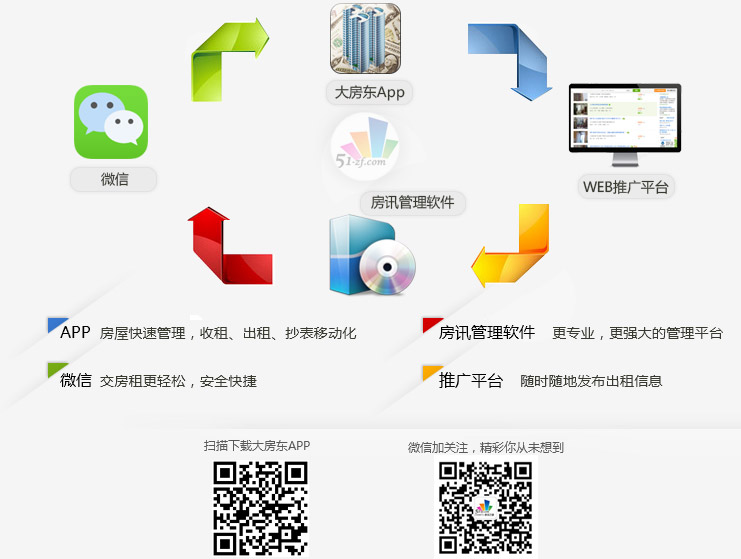 大房东App
微信
WEB推广平台
51-zf.com
房讯管理软件
APP 房屋快速管理，收租、出租、抄表移动化
房讯管理软件 更专业，更强大的管理平台
微信 交房租更轻松，安全快捷
推广平台 随时随地发布出租信息
扫描下载大房东APP
微信加关注，精彩你从未想到